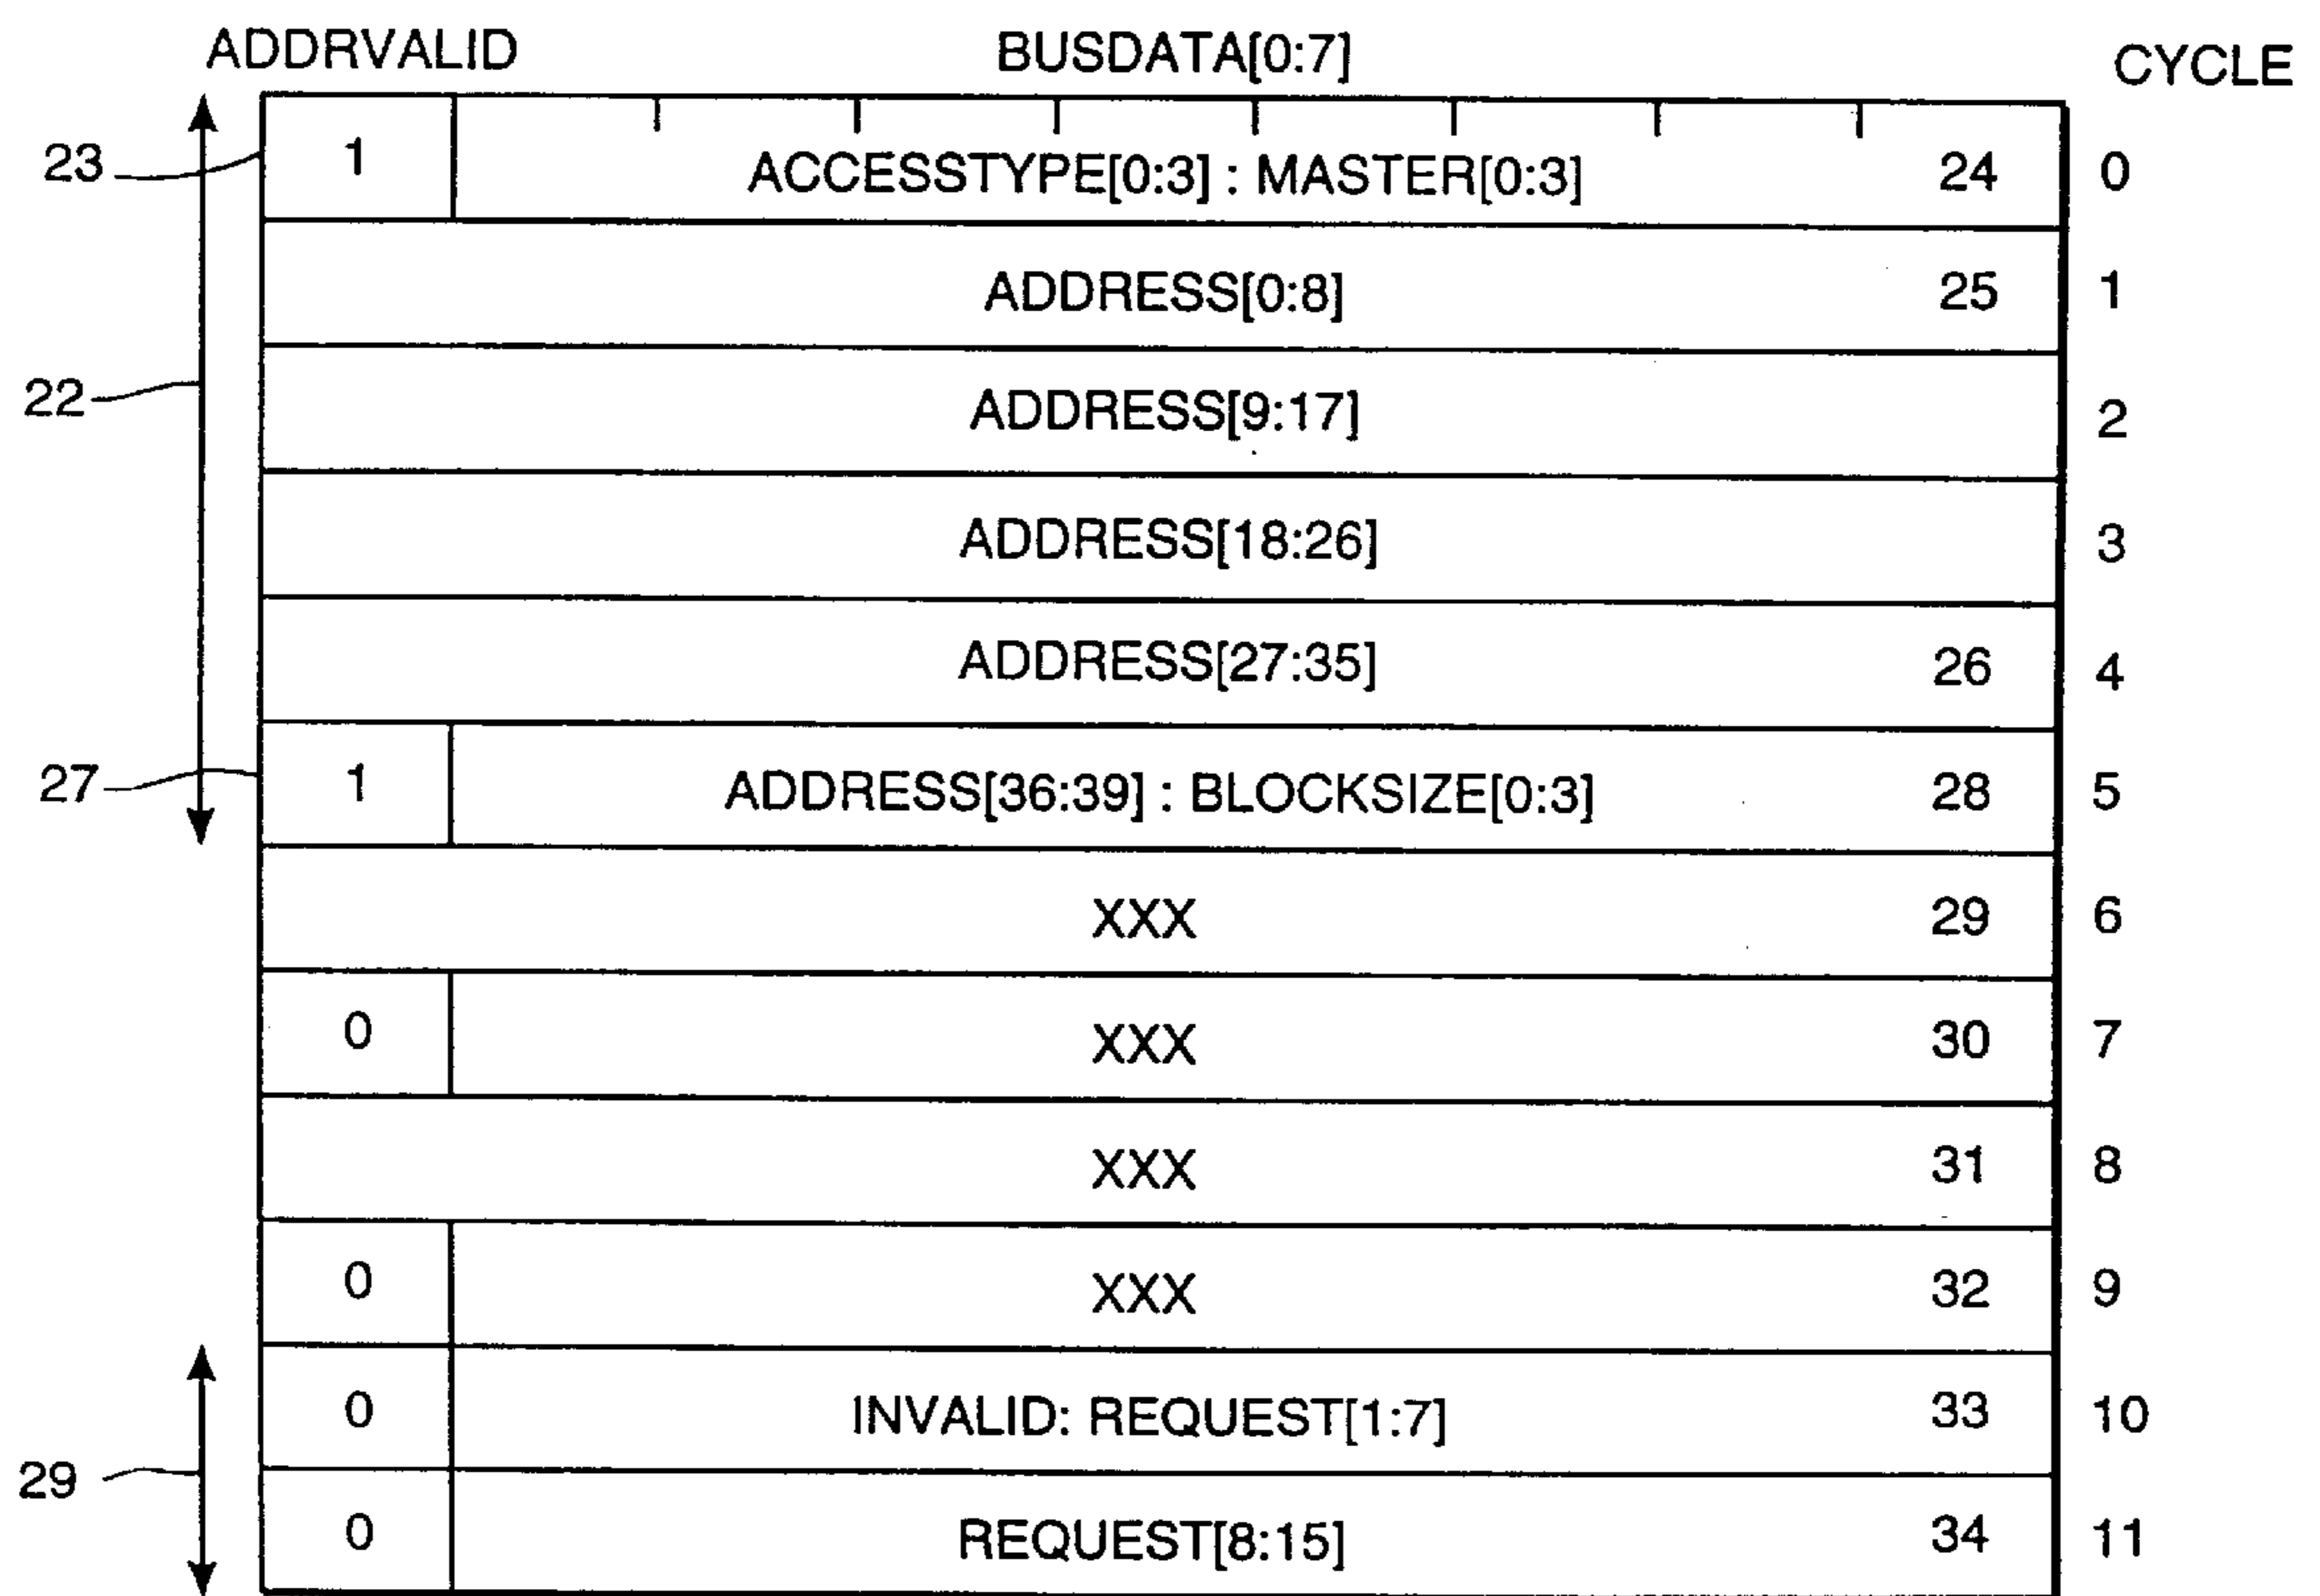 ADDRVALID BUSDATA[0:7] CYCLE
23 1 ACCESSTYPE[0:3] : MASTER[0:3] 24 0
ADDRESS[0:8] 25 1
22 ADDRESS[9:17] 2
ADDRESS[18:26] 3
ADDRESS[27:35] 26 4
27 1 ADDRESS[36:39] : BLOCKSIZE[0:3] 28 5
XXX 29 6
0 XXX 30 7
XXX 31 8
0 XXX 32 9
0 INVALID: REQUEST[1:7] 33 10
29 0 REQUEST[8:15] 34 11